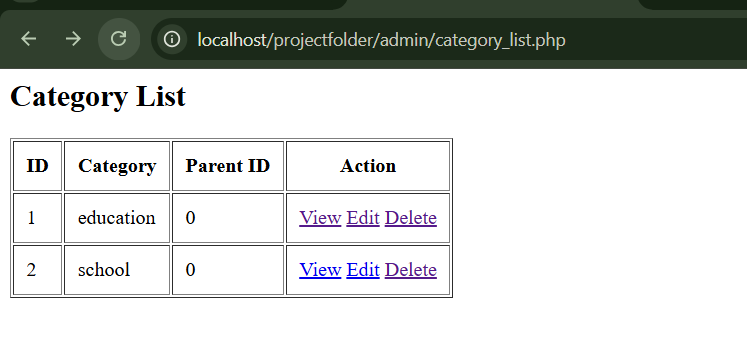 localhost/projectfolder/admin/category_list.php
Category List
ID Category Parent ID Action
1 education 0 View Edit Delete
2 school 0 View Edit Delete